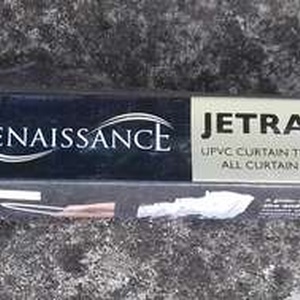 ENAISSANCE
JETRA
UPVC CURTAIN T
ALL CURTAIN